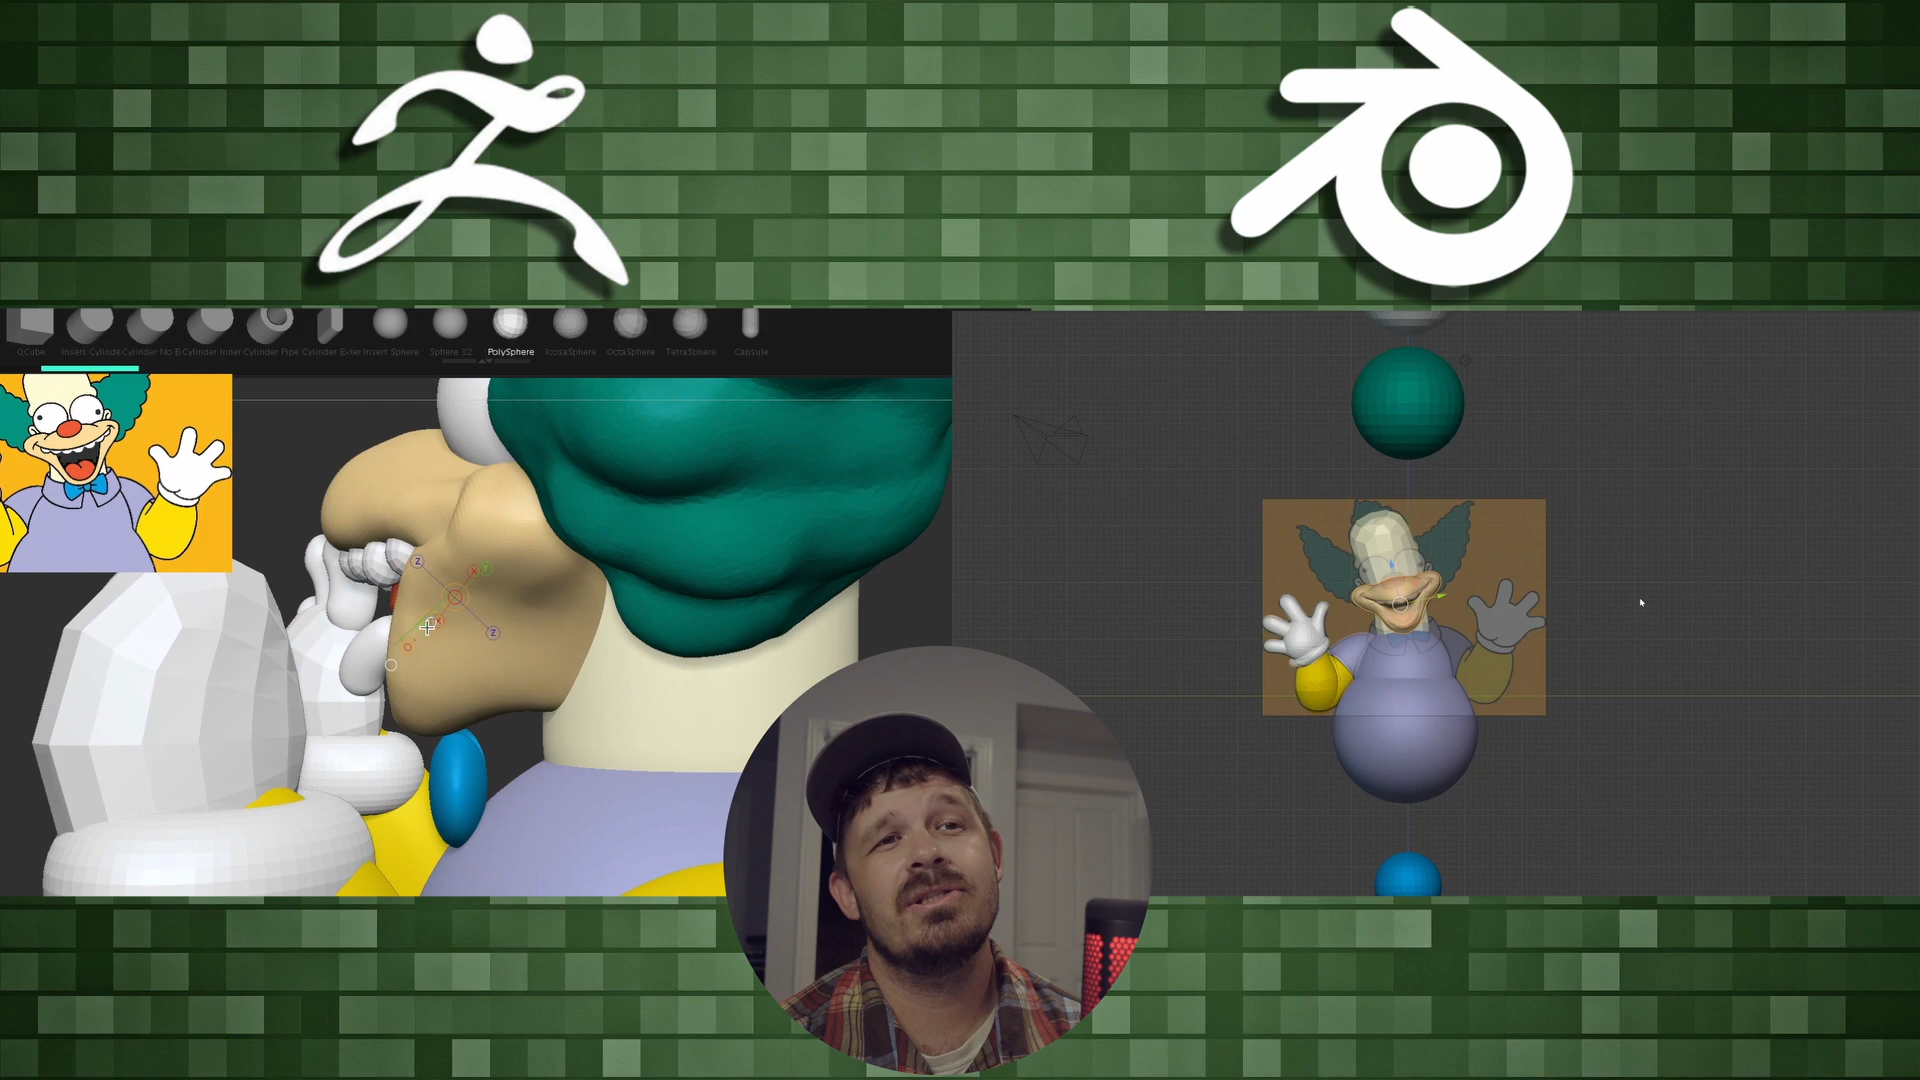 QCube Insert Cylinde Cylinder No E Cylinder Inner Cylinder Pipe Cylinder Exter Insert Sphere Sphere 32 PolySphere IcosaSphere OctaSphere TetraSphere Capsule
Z X Y
X
Z